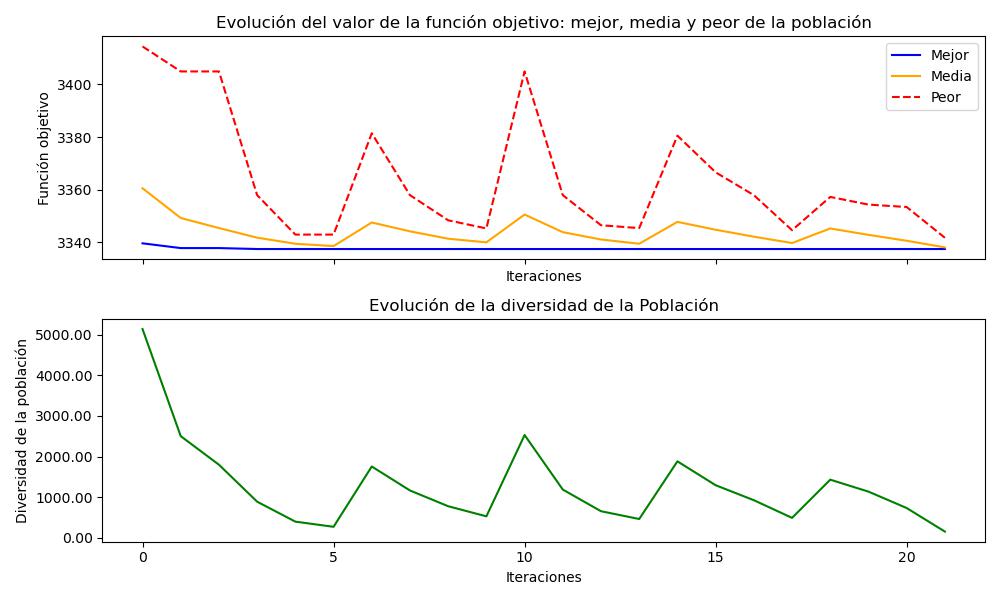 Evolución del valor de la función objetivo: mejor, media y peor de la población
Mejor
Media
Peor
Función objetivo
3400
3380
3360
3340
Iteraciones
Evolución de la diversidad de la Población
Diversidad de la población
5000.00
4000.00
3000.00
2000.00
1000.00
0.00
0 5 10 15 20
Iteraciones